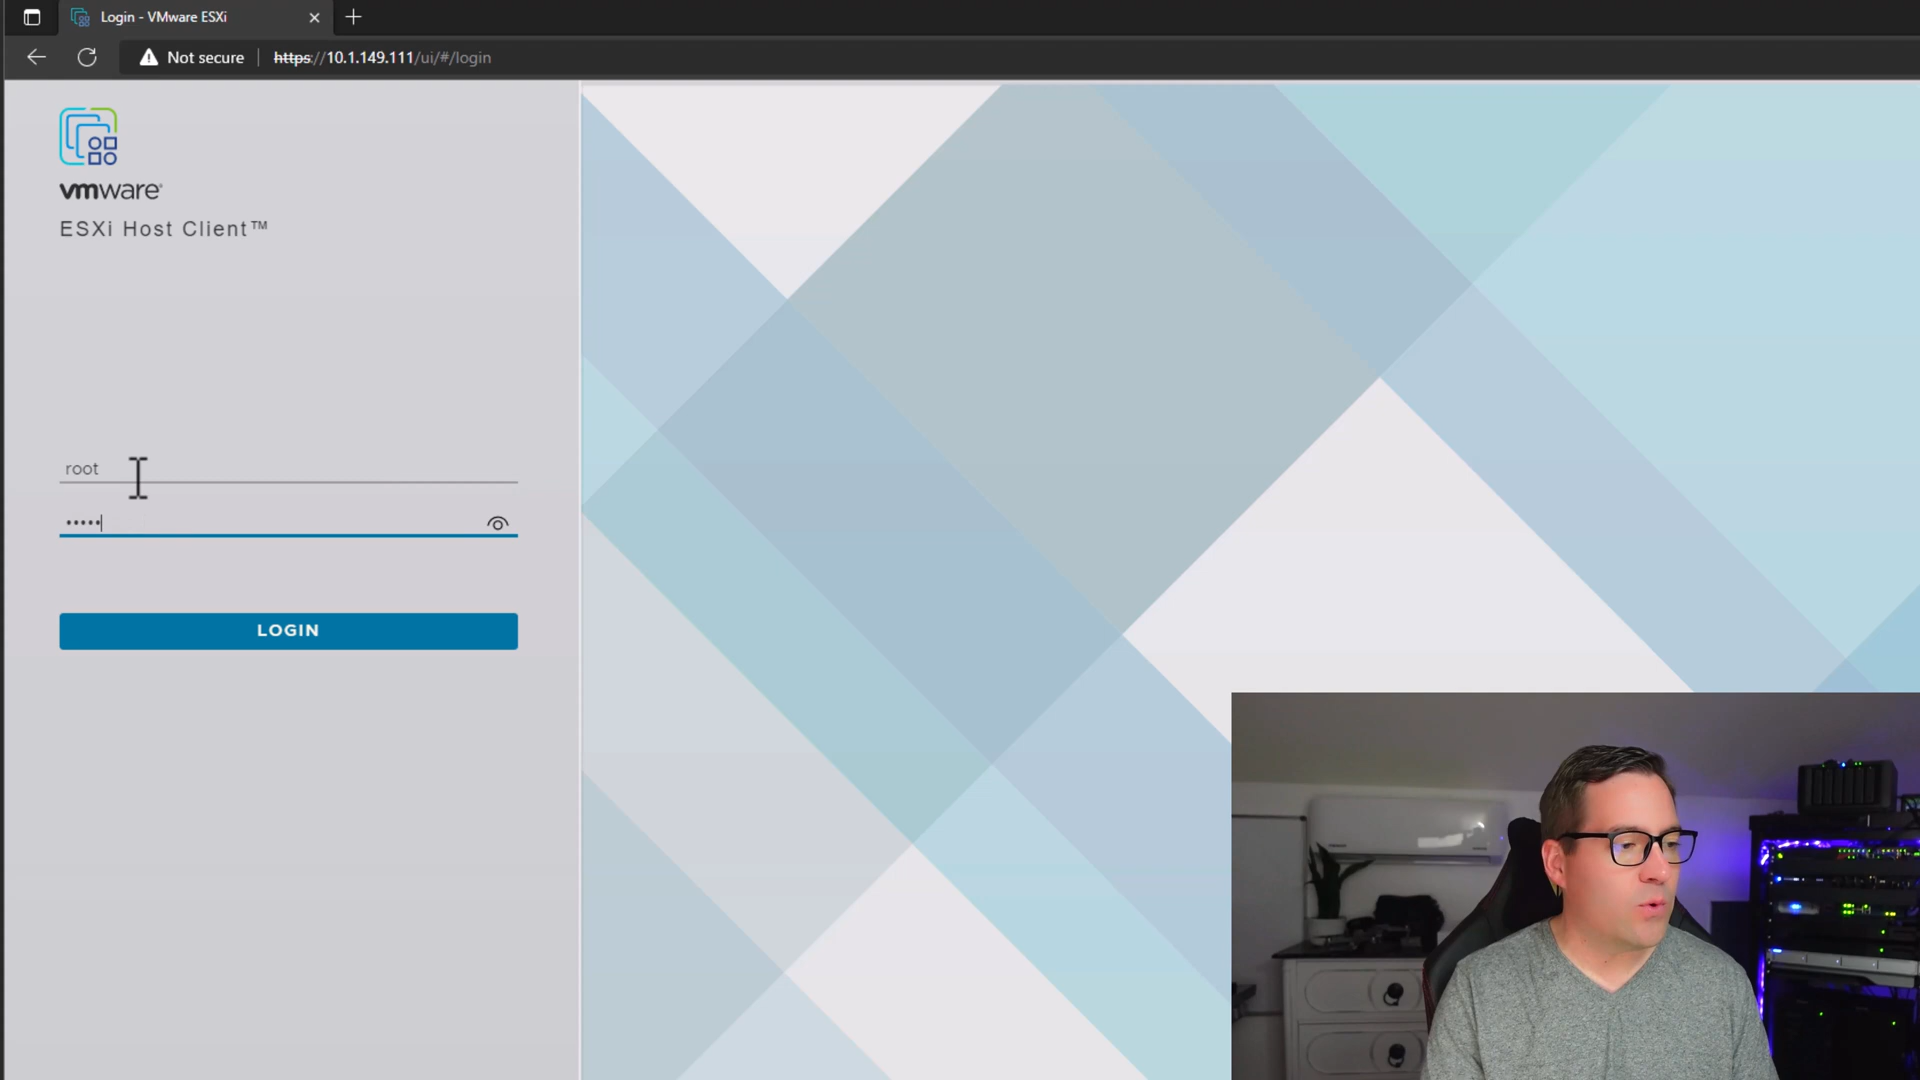 Login - VMware ESXi
Not secure
https://10.1.149.111/ui/#/login
vmware®
ESXi Host Client™
root
•••••
LOGIN